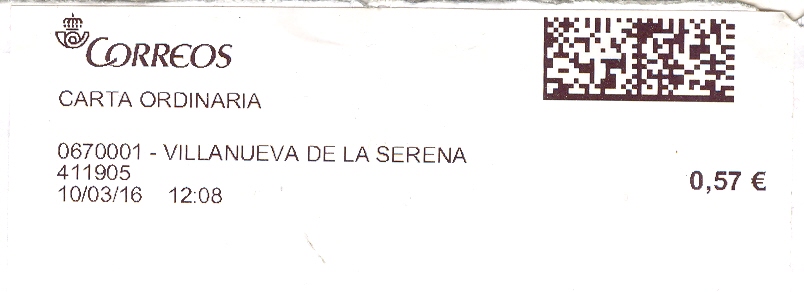 CORREOS
CARTA ORDINARIA
0670001 - VILLANUEVA DE LA SERENA
411905
0,57 €
10/03/16 12:08